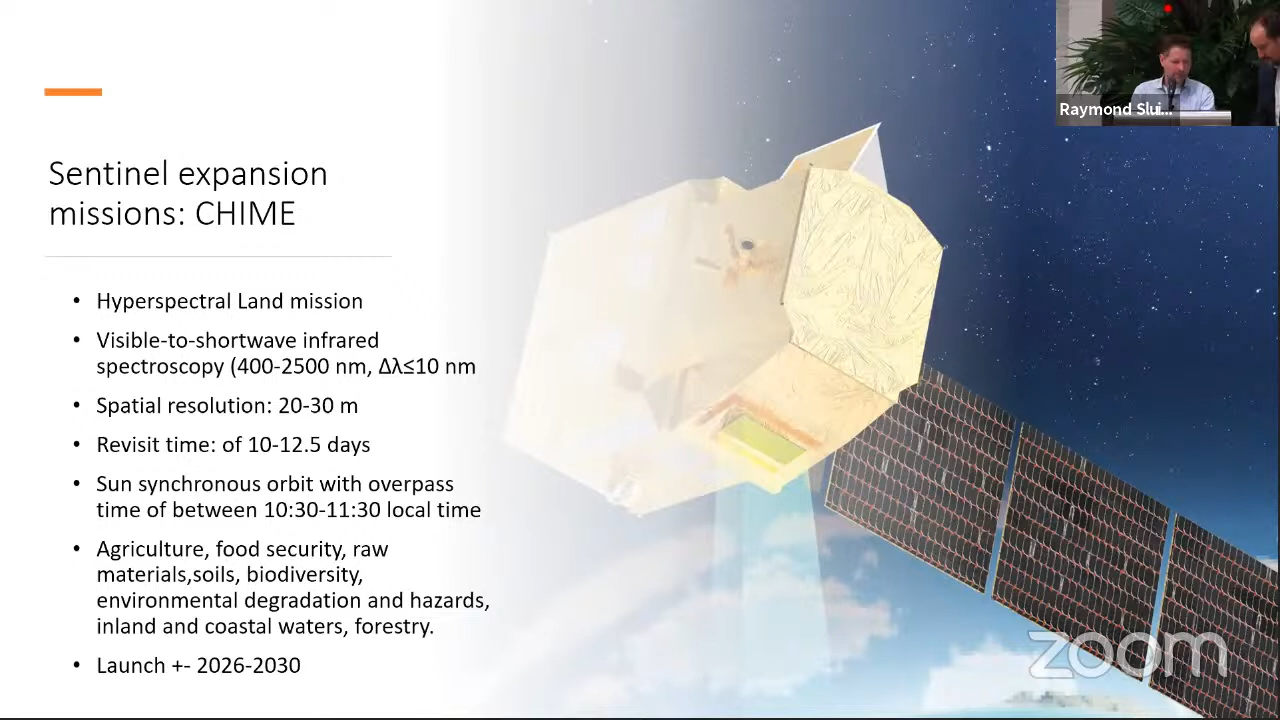 Raymond Slui...
Sentinel expansion
missions: CHIME
• Hyperspectral Land mission
• Visible-to-shortwave infrared
spectroscopy (400-2500 nm, Δλ≤10 nm
• Spatial resolution: 20-30 m
• Revisit time: of 10-12.5 days
• Sun synchronous orbit with overpass
time of between 10:30-11:30 local time
• Agriculture, food security, raw
materials,soils, biodiversity,
environmental degradation and hazards,
inland and coastal waters, forestry.
• Launch +- 2026-2030
zoom